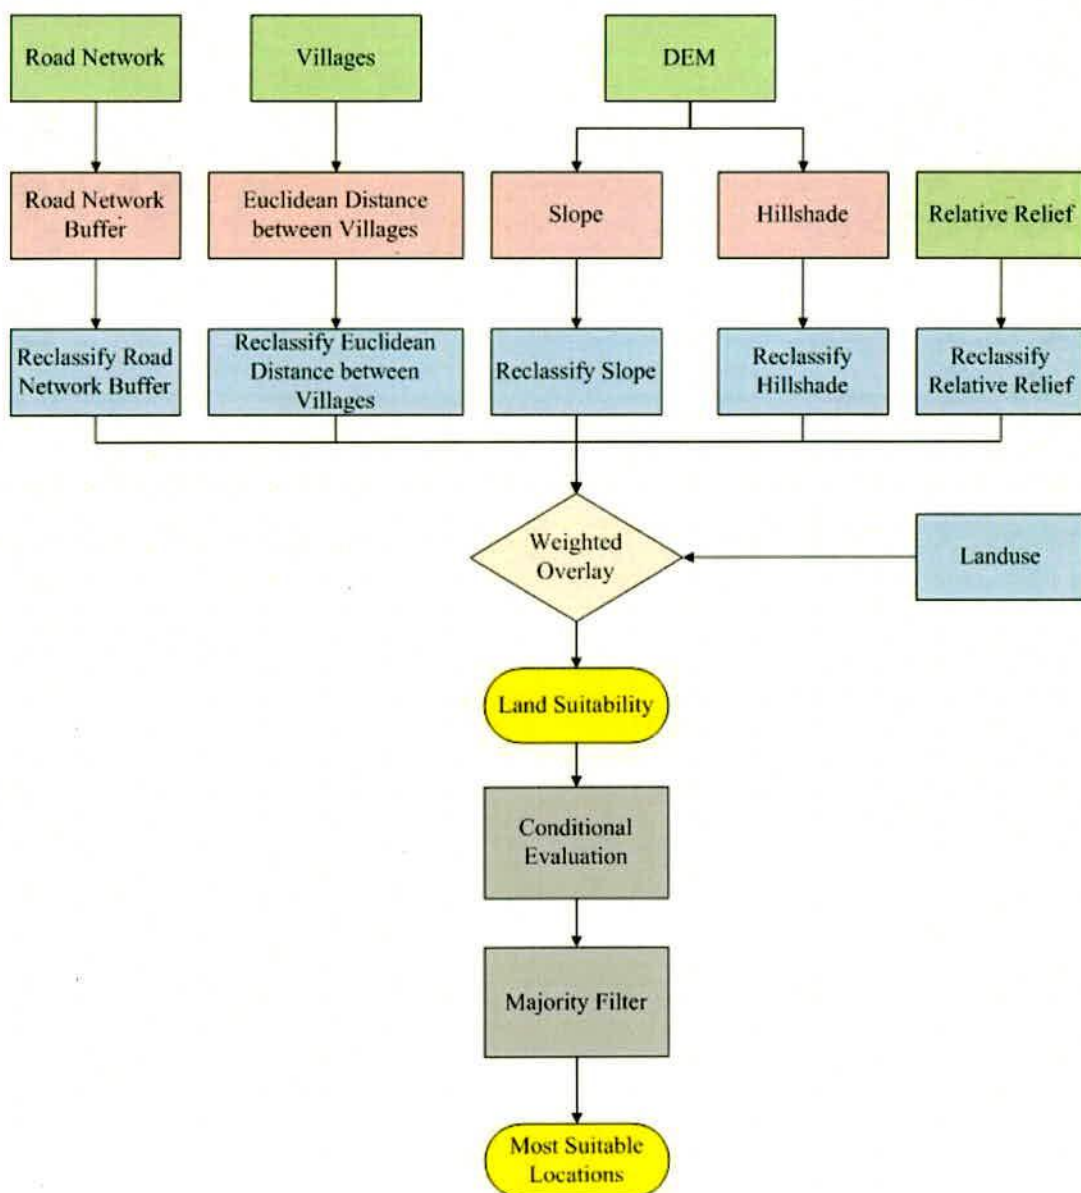 Road Network
Villages
DEM
Road Network
Buffer
Euclidean Distance
between Villages
Slope
Hillshade
Relative Relief
Reclassify Road
Network Buffer
Reclassify Euclidean
Distance between
Villages
Reclassify Slope
Reclassify
Hillshade
Reclassify
Relative Relief
Weighted
Overlay
Landuse
Land Suitability
Conditional
Evaluation
Majority Filter
Most Suitable
Locations